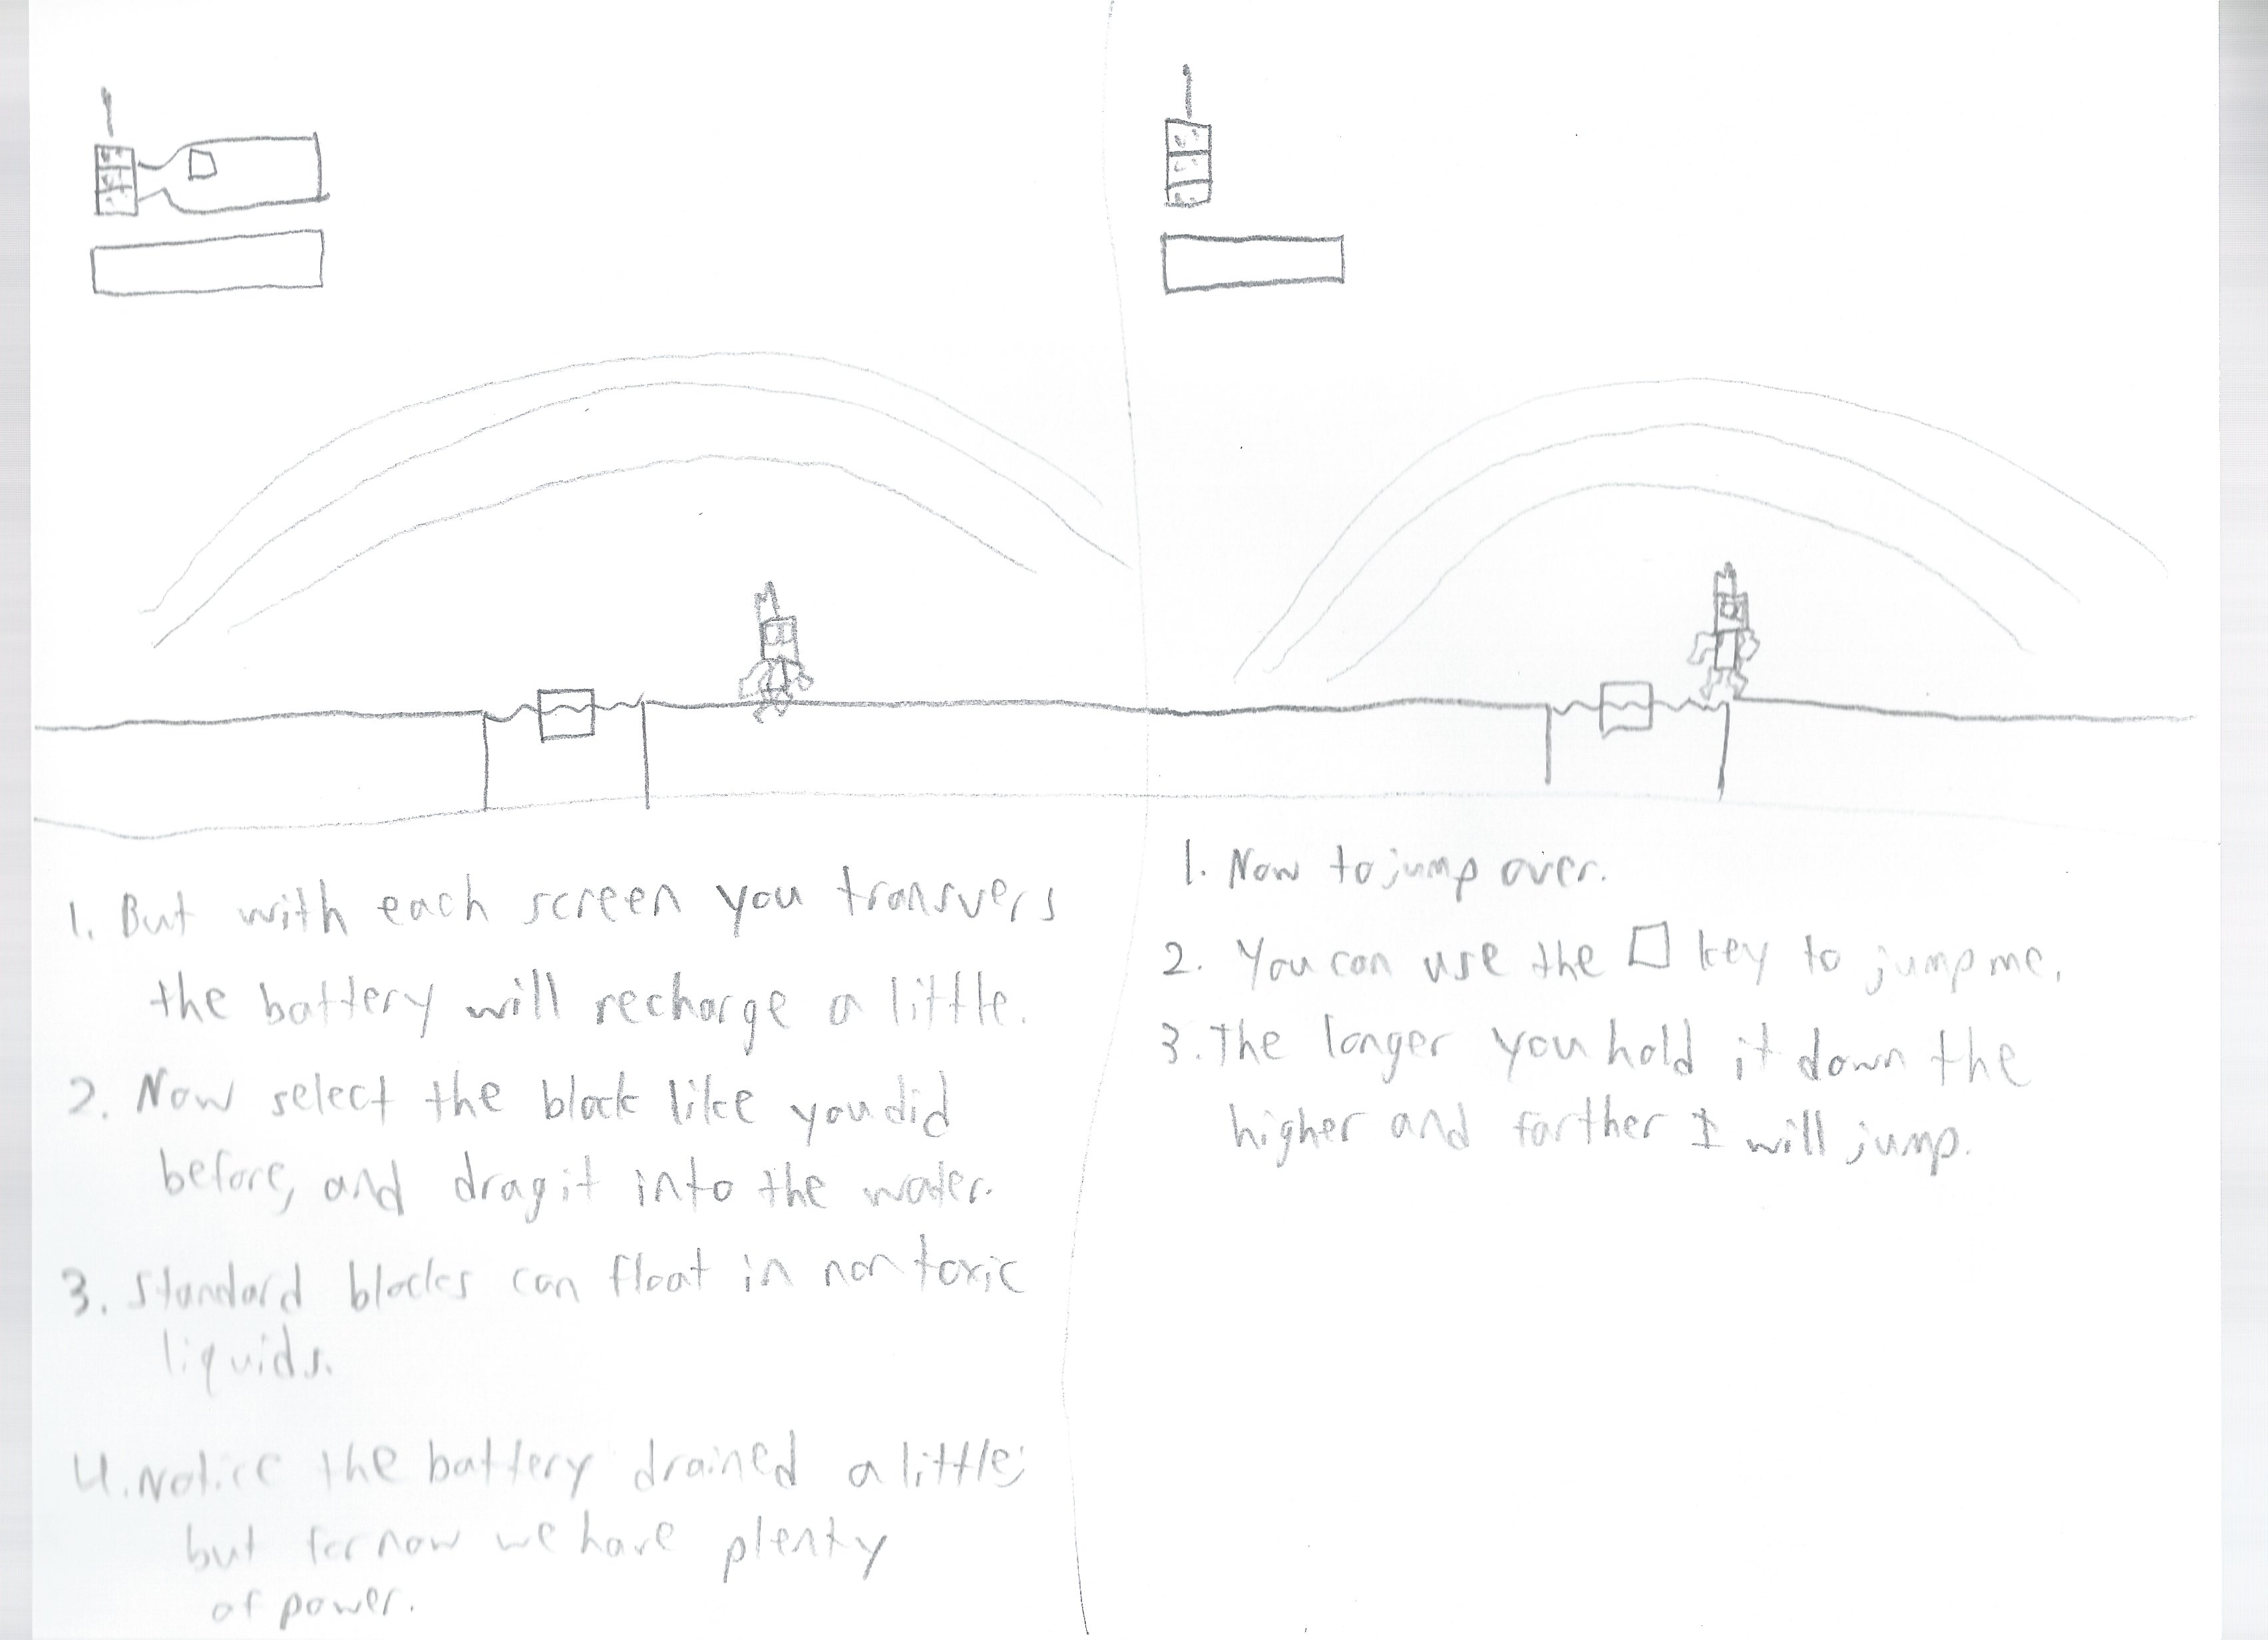 1. But with each screen you transvers
the battery will recharge a little.
2. Now select the block like you did
before, and drag it into the water.
3. Standard blocks can float in non toxic
liquids.
4. Notice the battery drained a little;
but for now we have plenty
of power.
1. Now to jump over.
2. You can use the □ key to jump me.
3. The longer you hold it down the
higher and farther I will jump.